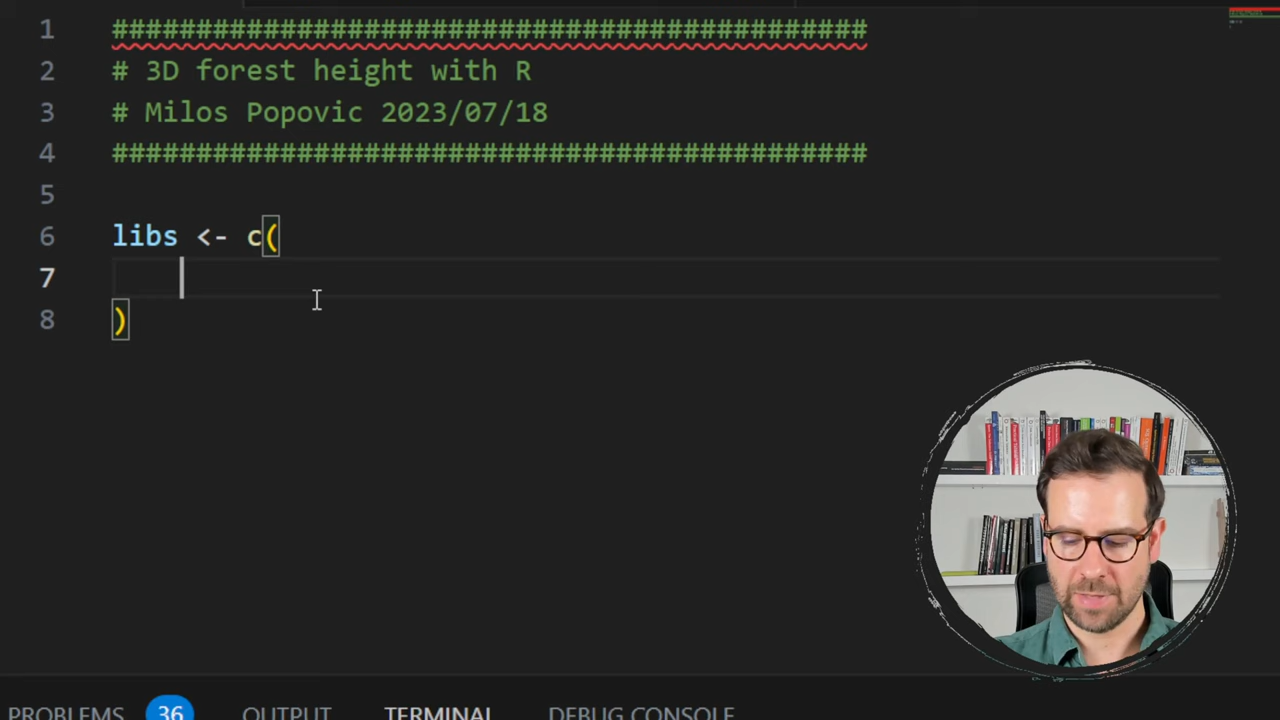 1 #############################################
2 # 3D forest height with R
3 # Milos Popovic 2023/07/18
4 #############################################
5
6 libs <- c(
7
8 )
PROBLEMS 36 OUTPUT TERMINAL DEBUG CONSOLE